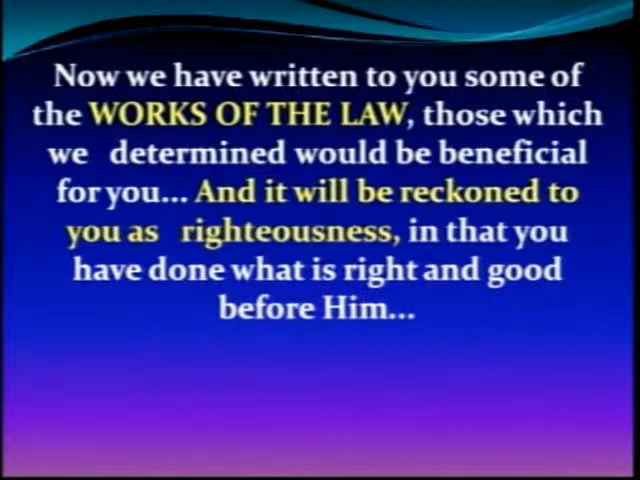 Now we have written to you some of
the WORKS OF THE LAW, those which
we determined would be beneficial
for you... And it will be reckoned to
you as righteousness, in that you
have done what is right and good
before Him...